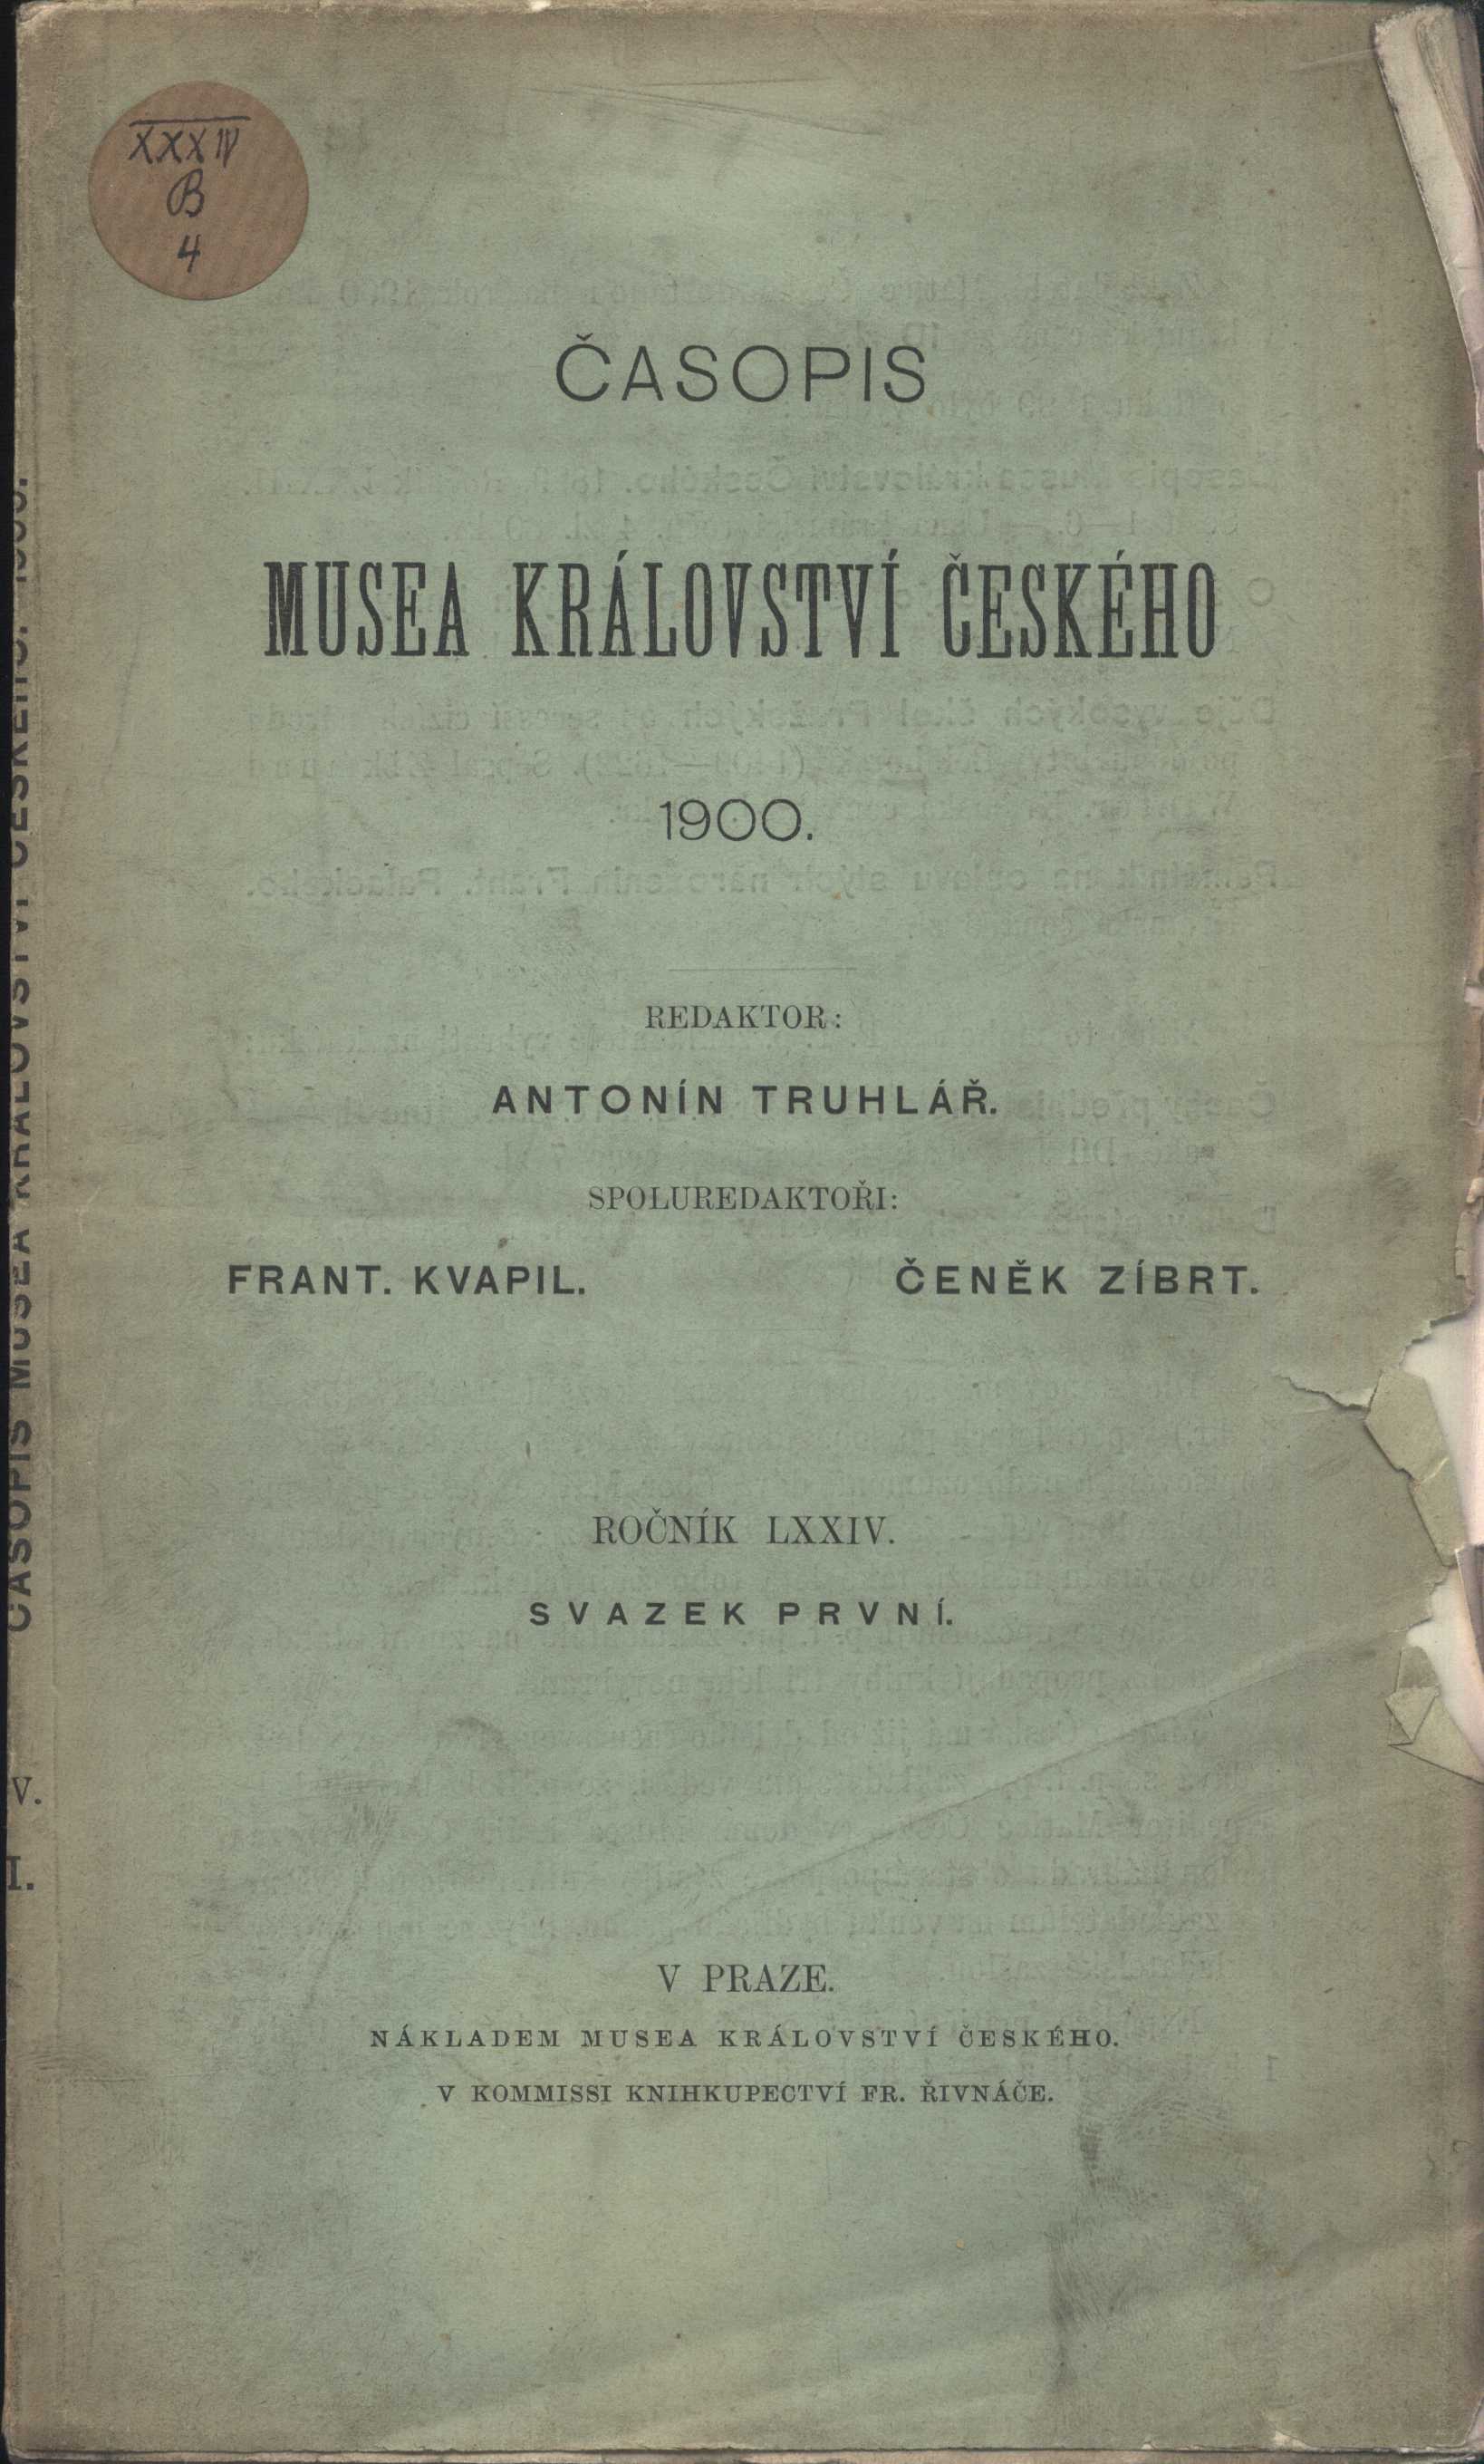 XXXIV
B
4
ČASOPIS
MUSEA KRÁLOVSTVÍ ČESKÉHO
1900.
REDAKTOR:
ANTONÍN TRUHLÁŘ.
SPOLUREDAKTOŘI:
FRANT. KVAPIL. ČENĚK ZÍBRT.
ROČNÍK LXXIV.
SVAZEK PRVNÍ.
V PRAZE.
NÁKLADEM MUSEA KRÁLOVSTVÍ ČESKÉHO.
V KOMMISSI KNIHKUPECTVÍ FR. ŘIVNÁČE.
ČASOPIS MUSEA KRÁLOVSTVÍ ČESKÉHO. 1900.
V.
I.